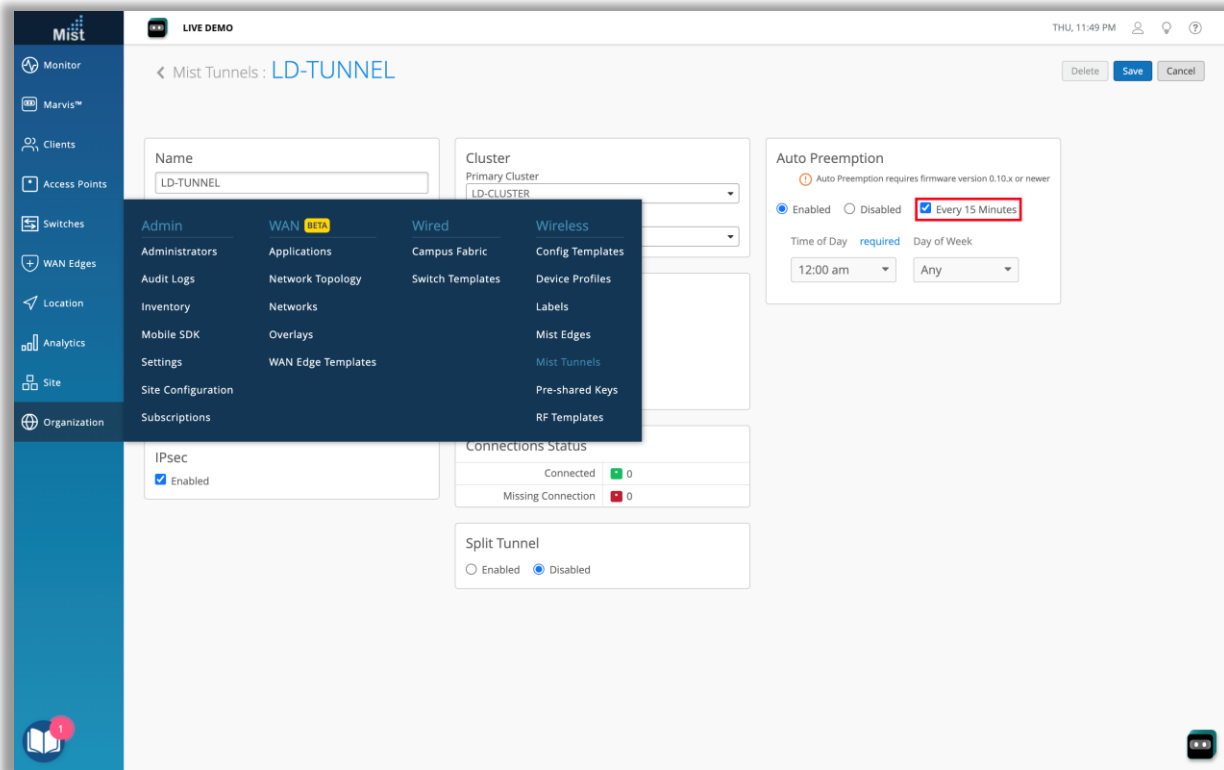 Mist
LIVE DEMO
THU, 11:49 PM
?
Monitor
Marvis™
Clients
Access Points
Switches
WAN Edges
Location
Analytics
Site
Organization
1
Mist Tunnels : LD-TUNNEL
Delete
Save
Cancel
Name
LD-TUNNEL
Cluster
Primary Cluster
LD-CLUSTER
Auto Preemption
Auto Preemption requires firmware version 0.10.x or newer
Enabled
Disabled
Every 15 Minutes
Time of Day required
Day of Week
12:00 am
Any
Admin
Administrators
Audit Logs
Inventory
Mobile SDK
Settings
Site Configuration
Subscriptions
WAN BETA
Applications
Network Topology
Networks
Overlays
WAN Edge Templates
Wired
Campus Fabric
Switch Templates
Wireless
Config Templates
Device Profiles
Labels
Mist Edges
Mist Tunnels
Pre-shared Keys
RF Templates
IPsec
Enabled
Connections Status
Connected 0
Missing Connection 0
Split Tunnel
Enabled
Disabled